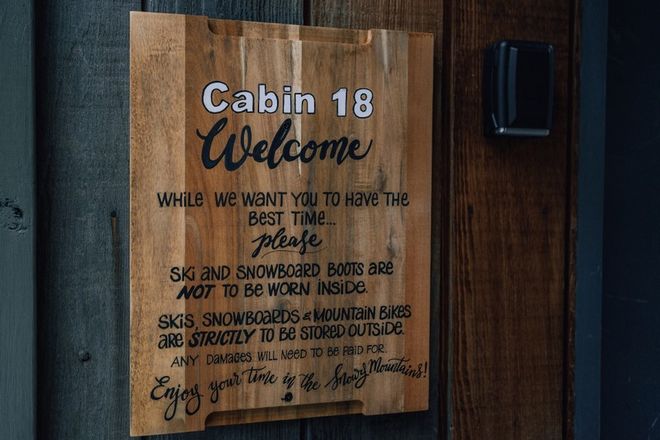 Cabin 18
Welcome
WHILE WE WANT YOU TO HAVE THE
BEST TIME...
please
SKI AND SNOWBOARD BOOTS ARE
NOT TO BE WORN INSIDE.
SKIS, SNOWBOARDS & MOUNTAIN BIKES
ARE STRICTLY TO BE STORED OUTSIDE.
ANY DAMAGES WILL NEED TO BE PAID FOR.
Enjoy your time in the Snowy Mountains!